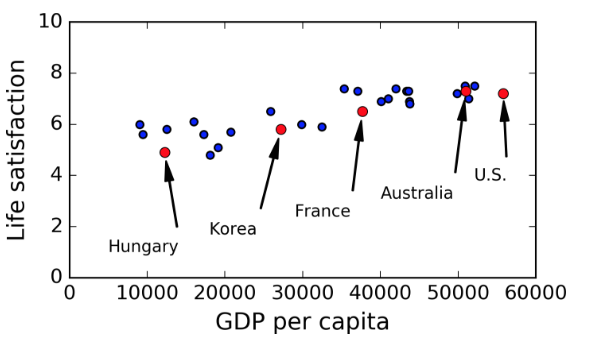 10
8
6
4
2
0
Life satisfaction
Hungary
Korea
France
Australia
U.S.
0 10000 20000 30000 40000 50000 60000
GDP per capita